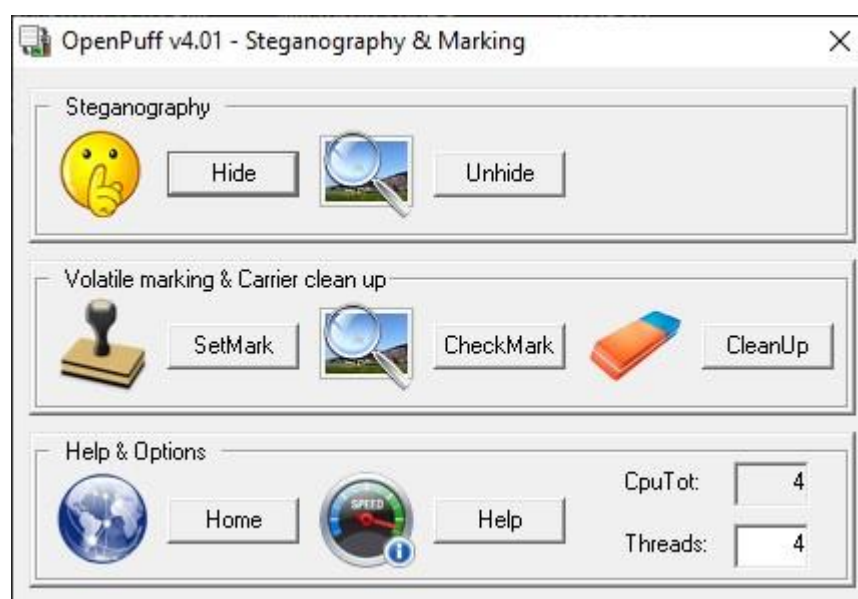 OpenPuff v4.01 - Steganography & Marking
Steganography
Hide
Unhide
Volatile marking & Carrier clean up
SetMark
CheckMark
CleanUp
Help & Options
Home
SPEED
Help
CpuTot: 4
Threads: 4